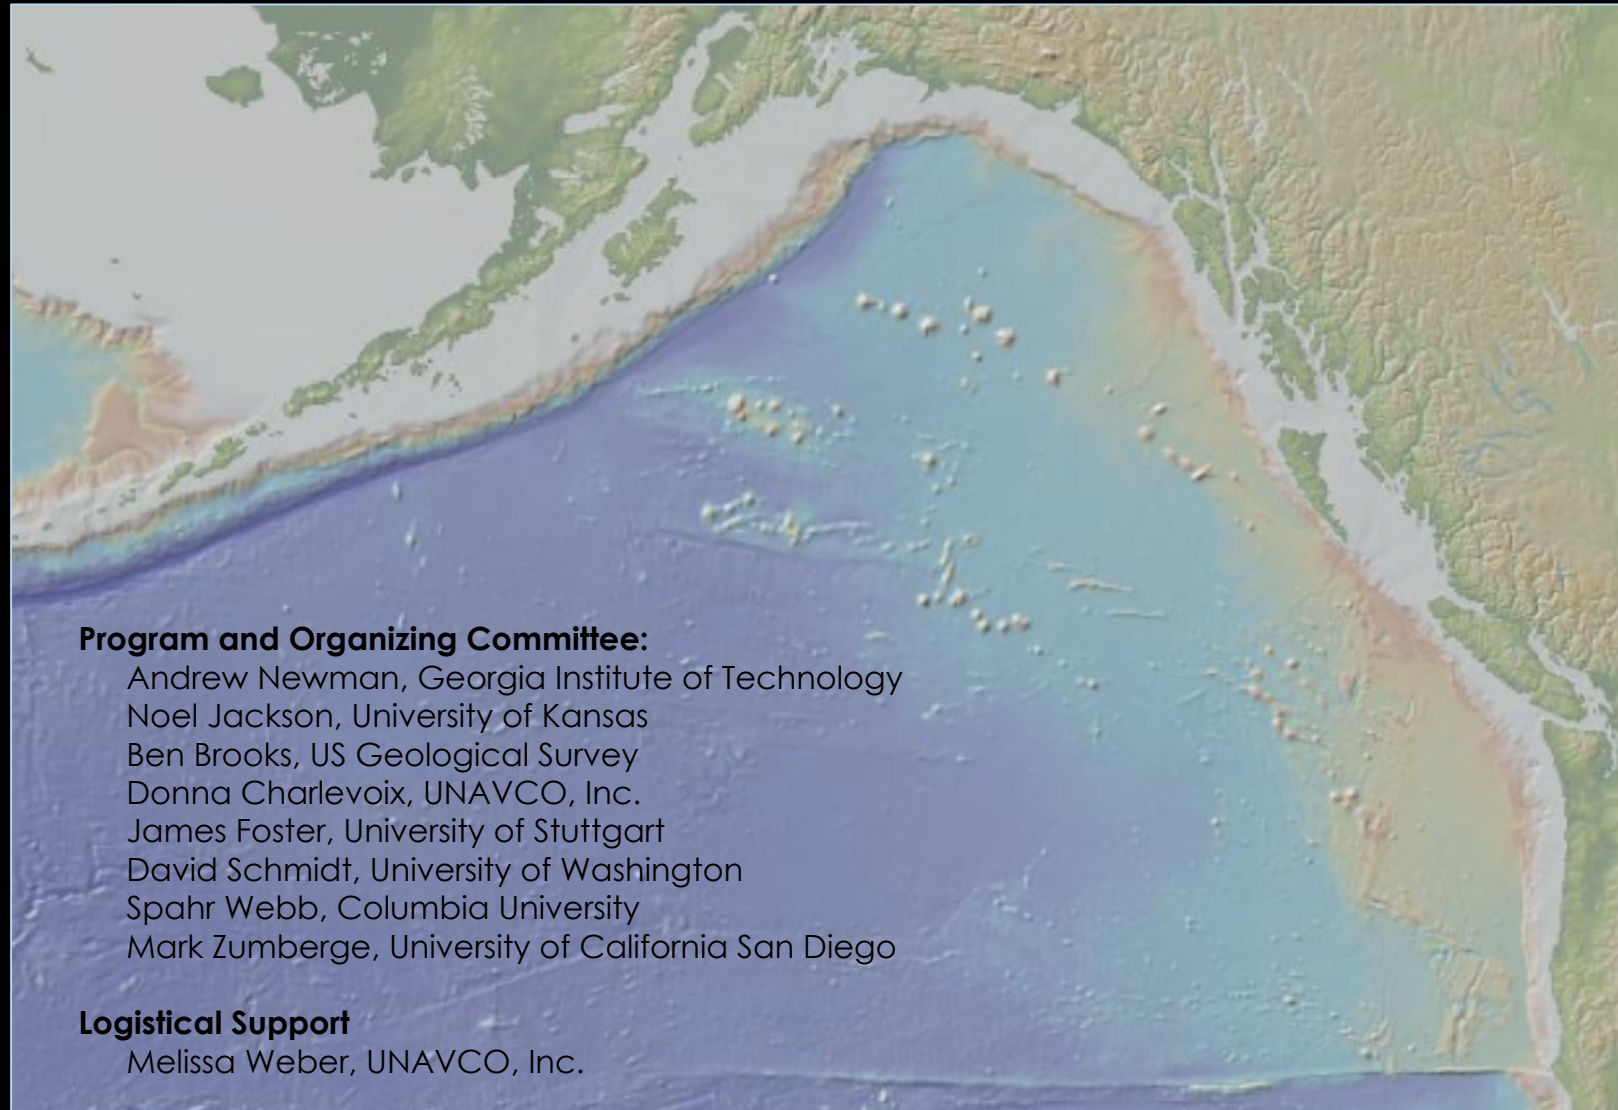 Program and Organizing Committee:
Andrew Newman, Georgia Institute of Technology
Noel Jackson, University of Kansas
Ben Brooks, US Geological Survey
Donna Charlevoix, UNAVCO, Inc.
James Foster, University of Stuttgart
David Schmidt, University of Washington
Spahr Webb, Columbia University
Mark Zumberge, University of California San Diego
Logistical Support
Melissa Weber, UNAVCO, Inc.